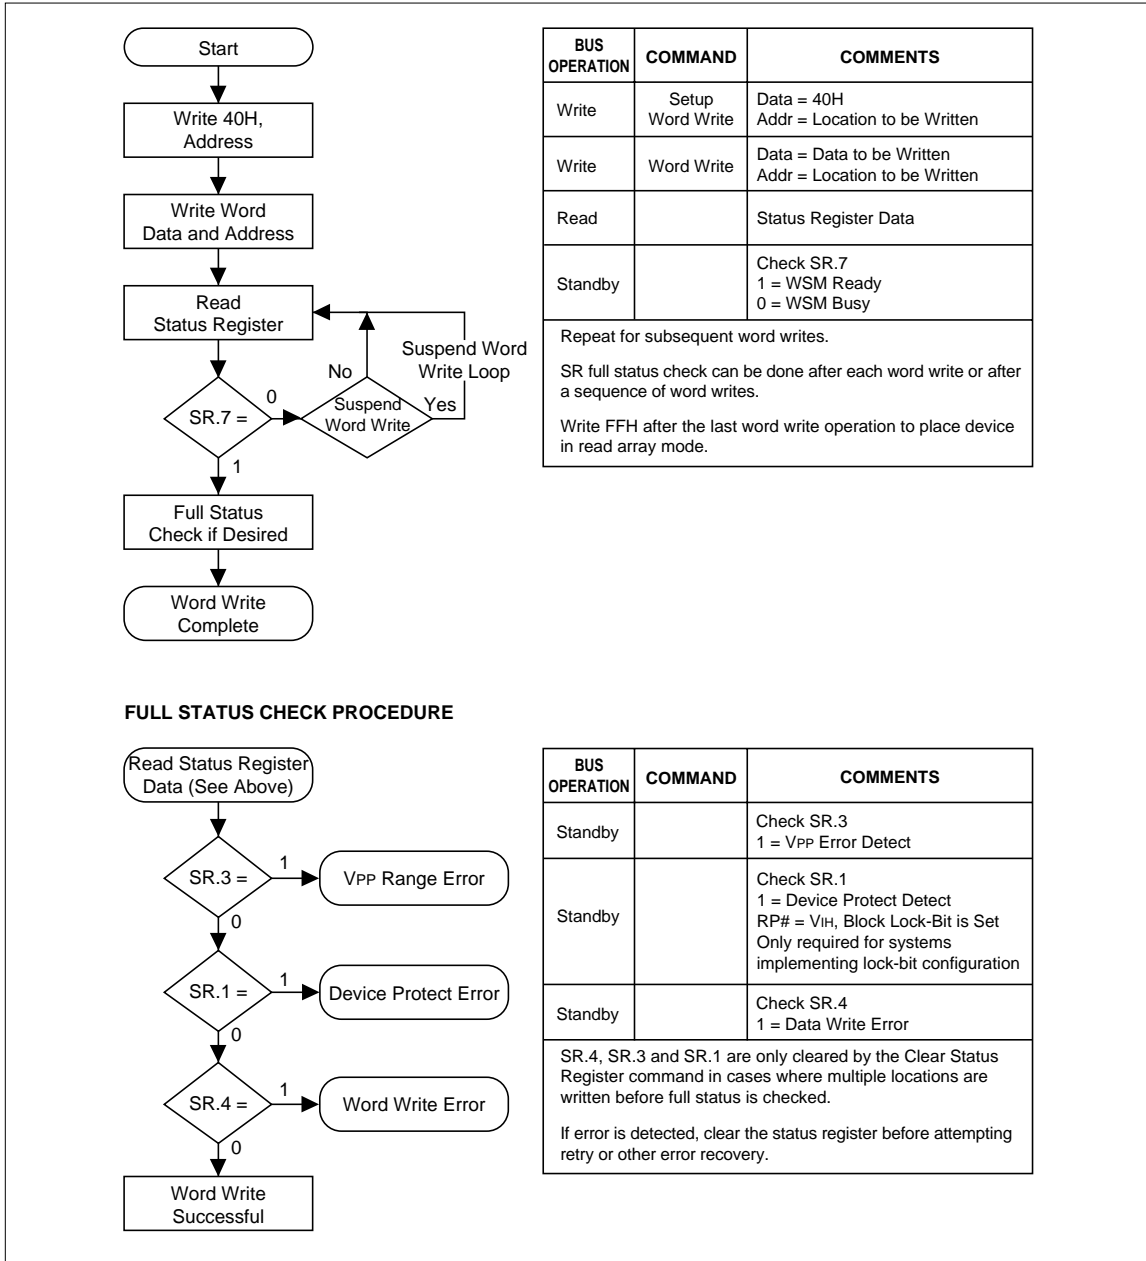 Start
Write 40H,
Address
Write Word
Data and Address
Read
Status Register
Suspend Word
Write Loop
No
SR.7 =
0
Suspend
Word Write
Yes
1
Full Status
Check if Desired
Word Write
Complete
BUS
OPERATION
COMMAND
COMMENTS
Write
Setup
Word Write
Data = 40H
Addr = Location to be Written
Write
Word Write
Data = Data to be Written
Addr = Location to be Written
Read
Status Register Data
Standby
Check SR.7
1 = WSM Ready
0 = WSM Busy
Repeat for subsequent word writes.
SR full status check can be done after each word write or after
a sequence of word writes.
Write FFH after the last word write operation to place device
in read array mode.
FULL STATUS CHECK PROCEDURE
Read Status Register
Data (See Above)
SR.3 =
1
VPP Range Error
0
SR.1 =
1
Device Protect Error
0
SR.4 =
1
Word Write Error
0
Word Write
Successful
BUS
OPERATION
COMMAND
COMMENTS
Standby
Check SR.3
1 = VPP Error Detect
Standby
Check SR.1
1 = Device Protect Detect
RP# = VIH, Block Lock-Bit is Set
Only required for systems
implementing lock-bit configuration
Standby
Check SR.4
1 = Data Write Error
SR.4, SR.3 and SR.1 are only cleared by the Clear Status
Register command in cases where multiple locations are
written before full status is checked.
If error is detected, clear the status register before attempting
retry or other error recovery.